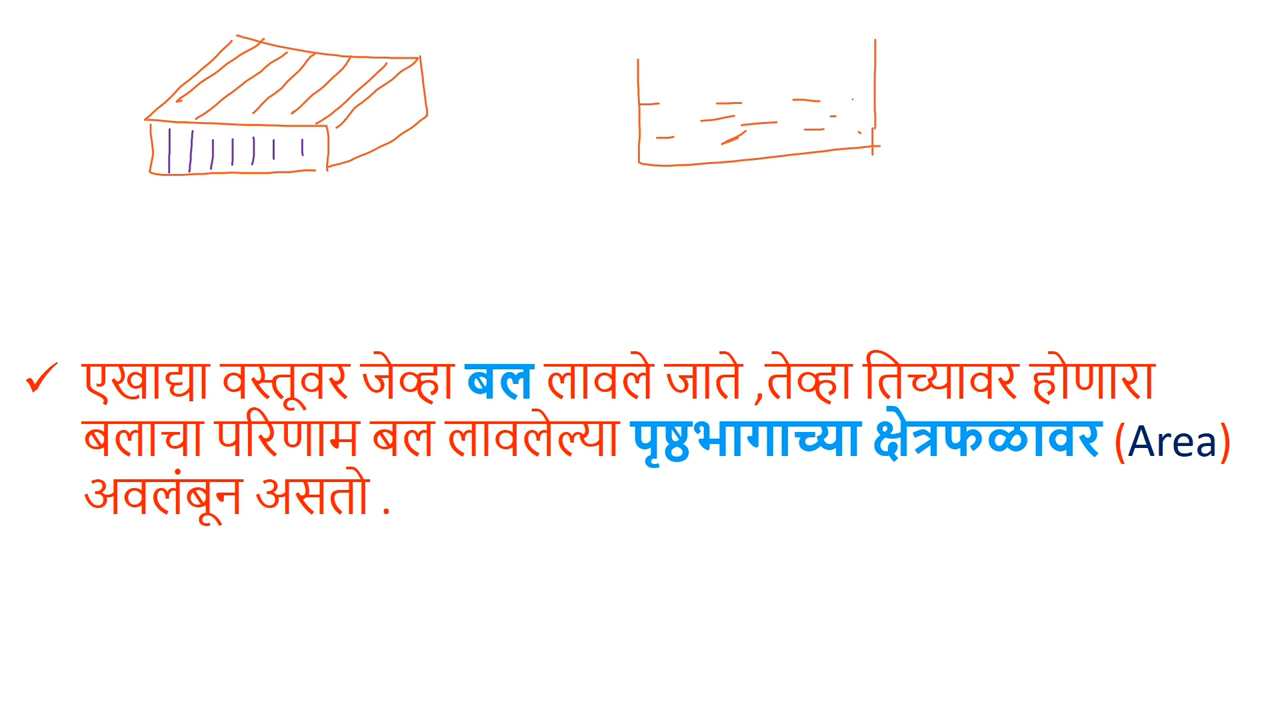 ✓ एखाद्या वस्तूवर जेव्हा बल लावले जाते ,तेव्हा तिच्यावर होणारा
बलाचा परिणाम बल लावलेल्या पृष्ठभागाच्या क्षेत्रफळावर (Area)
अवलंबून असतो .